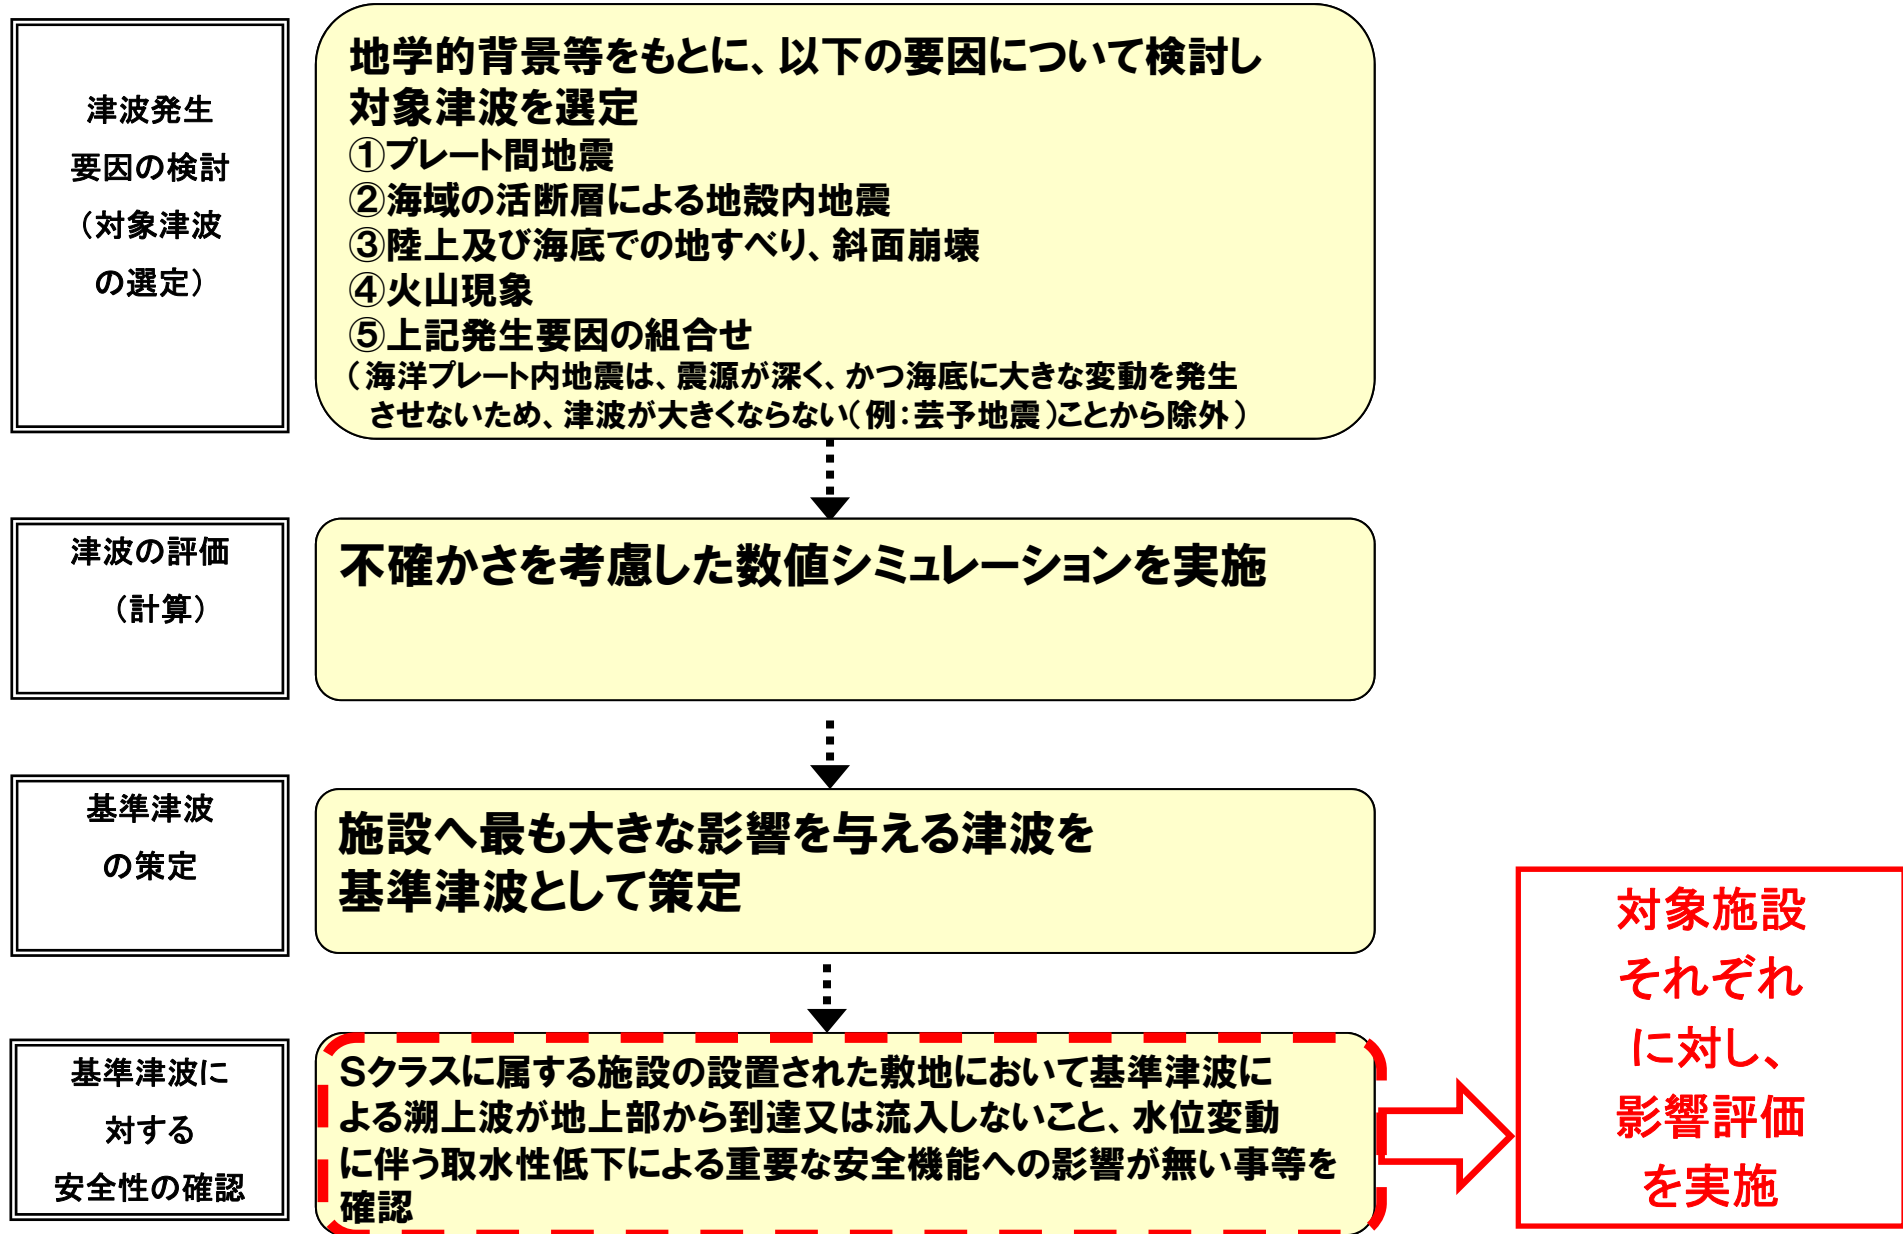 津波発生
要因の検討
（対象津波
の選定）
地学的背景等をもとに、以下の要因について検討し
対象津波を選定
①プレート間地震
②海域の活断層による地殻内地震
③陸上及び海底での地すべり、斜面崩壊
④火山現象
⑤上記発生要因の組合せ
（海洋プレート内地震は、震源が深く、かつ海底に大きな変動を発生
させないため、津波が大きくならない（例：芸予地震）ことから除外）
津波の評価
（計算）
不確かさを考慮した数値シミュレーションを実施
基準津波
の策定
施設へ最も大きな影響を与える津波を
基準津波として策定
基準津波に
対する
安全性の確認
Sクラスに属する施設の設置された敷地において基準津波に
よる遡上波が地上部から到達又は流入しないこと、水位変動
に伴う取水性低下による重要な安全機能への影響が無い事等を
確認
対象施設
それぞれ
に対し、
影響評価
を実施